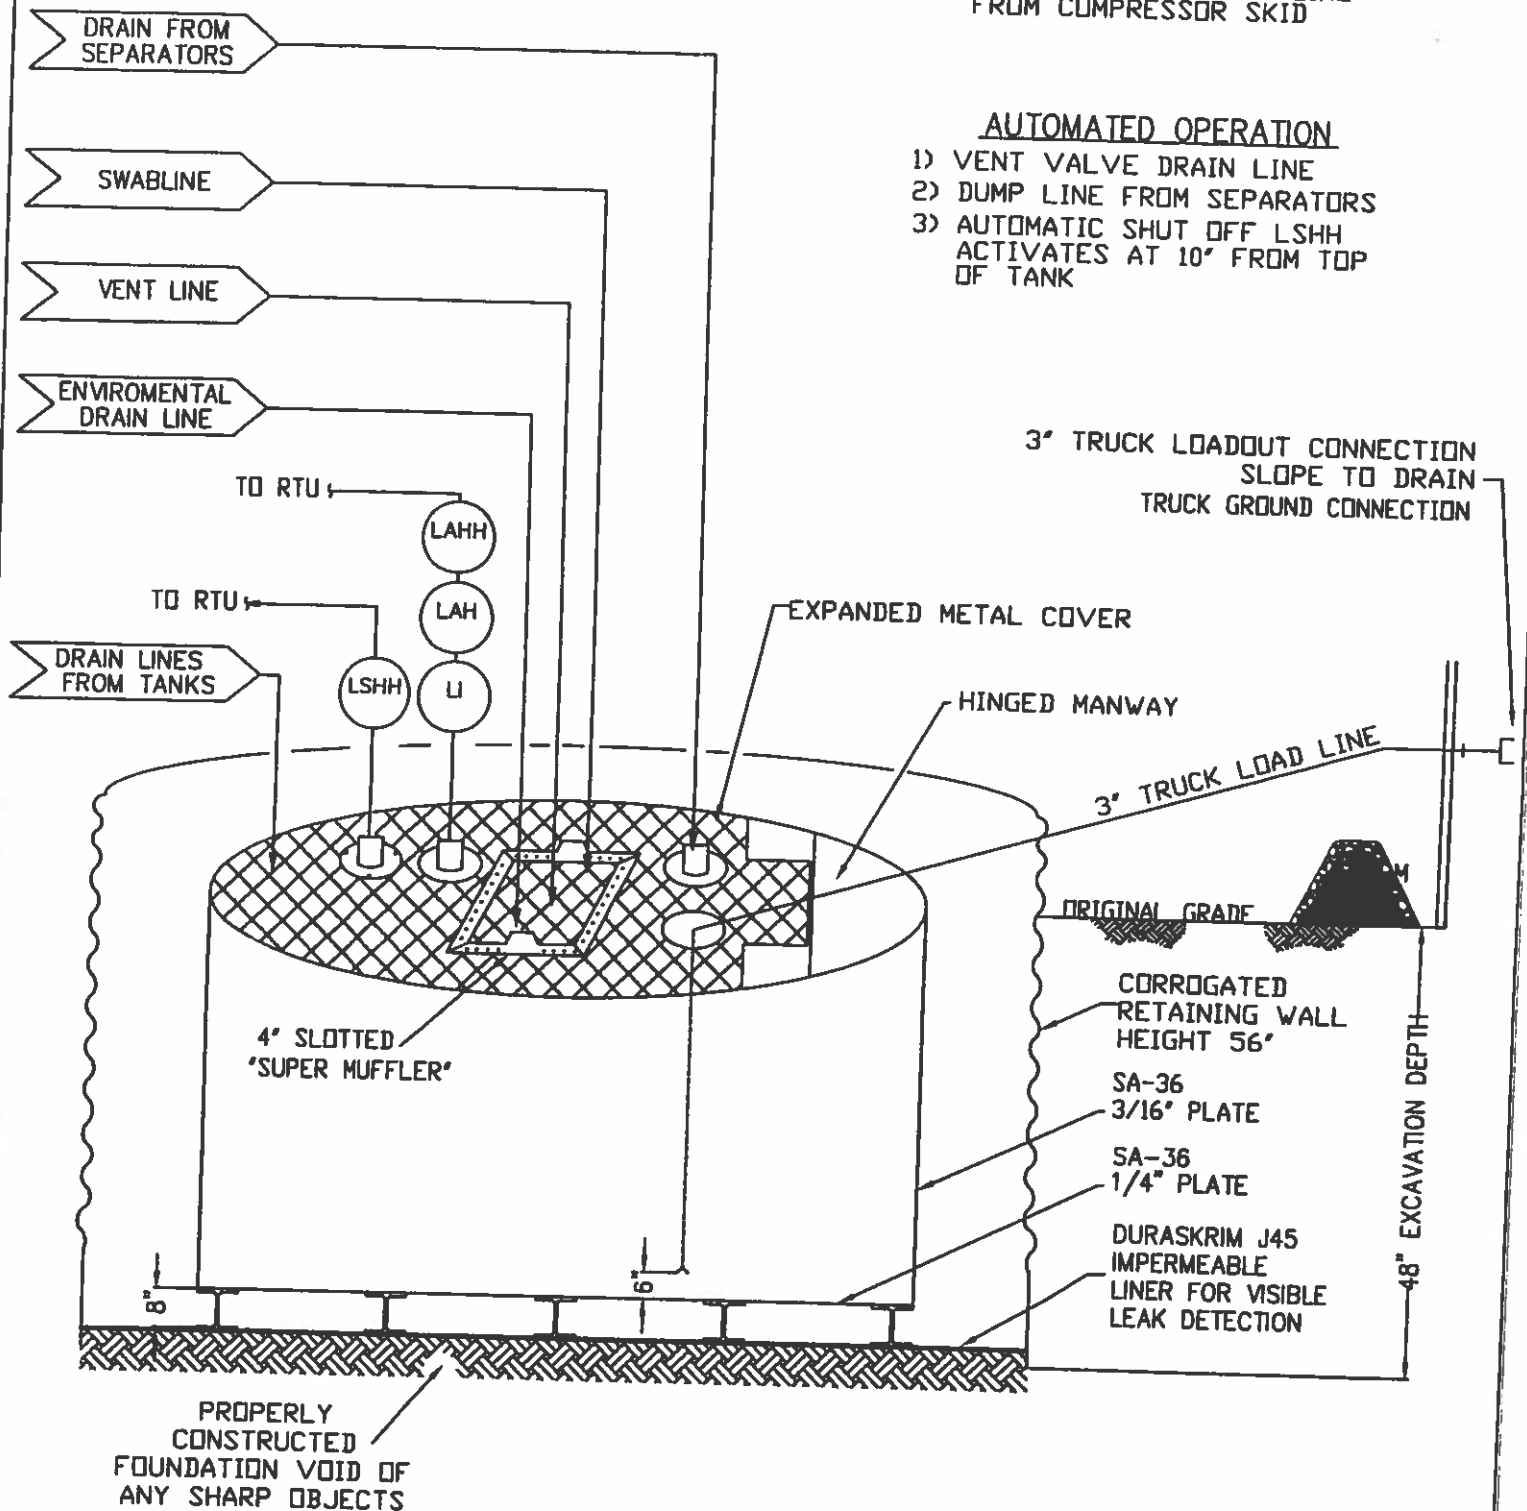 FROM COMPRESSOR SKID
DRAIN FROM
SEPARATORS
AUTOMATED OPERATION
1) VENT VALVE DRAIN LINE
2) DUMP LINE FROM SEPARATORS
3) AUTOMATIC SHUT OFF LSHH
ACTIVATES AT 10" FROM TOP
OF TANK
SWABLINE
VENT LINE
ENVIROMENTAL
DRAIN LINE
3" TRUCK LOADOUT CONNECTION
SLOPE TO DRAIN
TRUCK GROUND CONNECTION
TO RTU
LAHH
LAH
LI
TO RTU
LSHH
DRAIN LINES
FROM TANKS
EXPANDED METAL COVER
HINGED MANWAY
3" TRUCK LOAD LINE
ORIGINAL GRADE
M
CORROGATED
RETAINING WALL
HEIGHT 56"
4" SLOTTED
"SUPER MUFFLER"
SA-36
3/16" PLATE
SA-36
1/4" PLATE
DURASKRIM J45
IMPERMEABLE
LINER FOR VISIBLE
LEAK DETECTION
48" EXCAVATION DEPTH
8"
6"
PROPERLY
CONSTRUCTED
FOUNDATION VOID OF
ANY SHARP OBJECTS